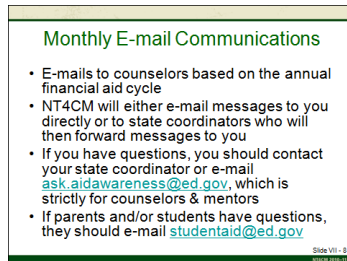 Monthly E-mail Communications
• E-mails to counselors based on the annual
financial aid cycle
• NT4CM will either e-mail messages to you
directly or to state coordinators who will
then forward messages to you
• If you have questions, you should contact
your state coordinator or e-mail
ask.aidawareness@ed.gov, which is
strictly for counselors & mentors
• If parents and/or students have questions,
they should e-mail studentaid@ed.gov
Slide VII - 8
NT4CM 2010-11